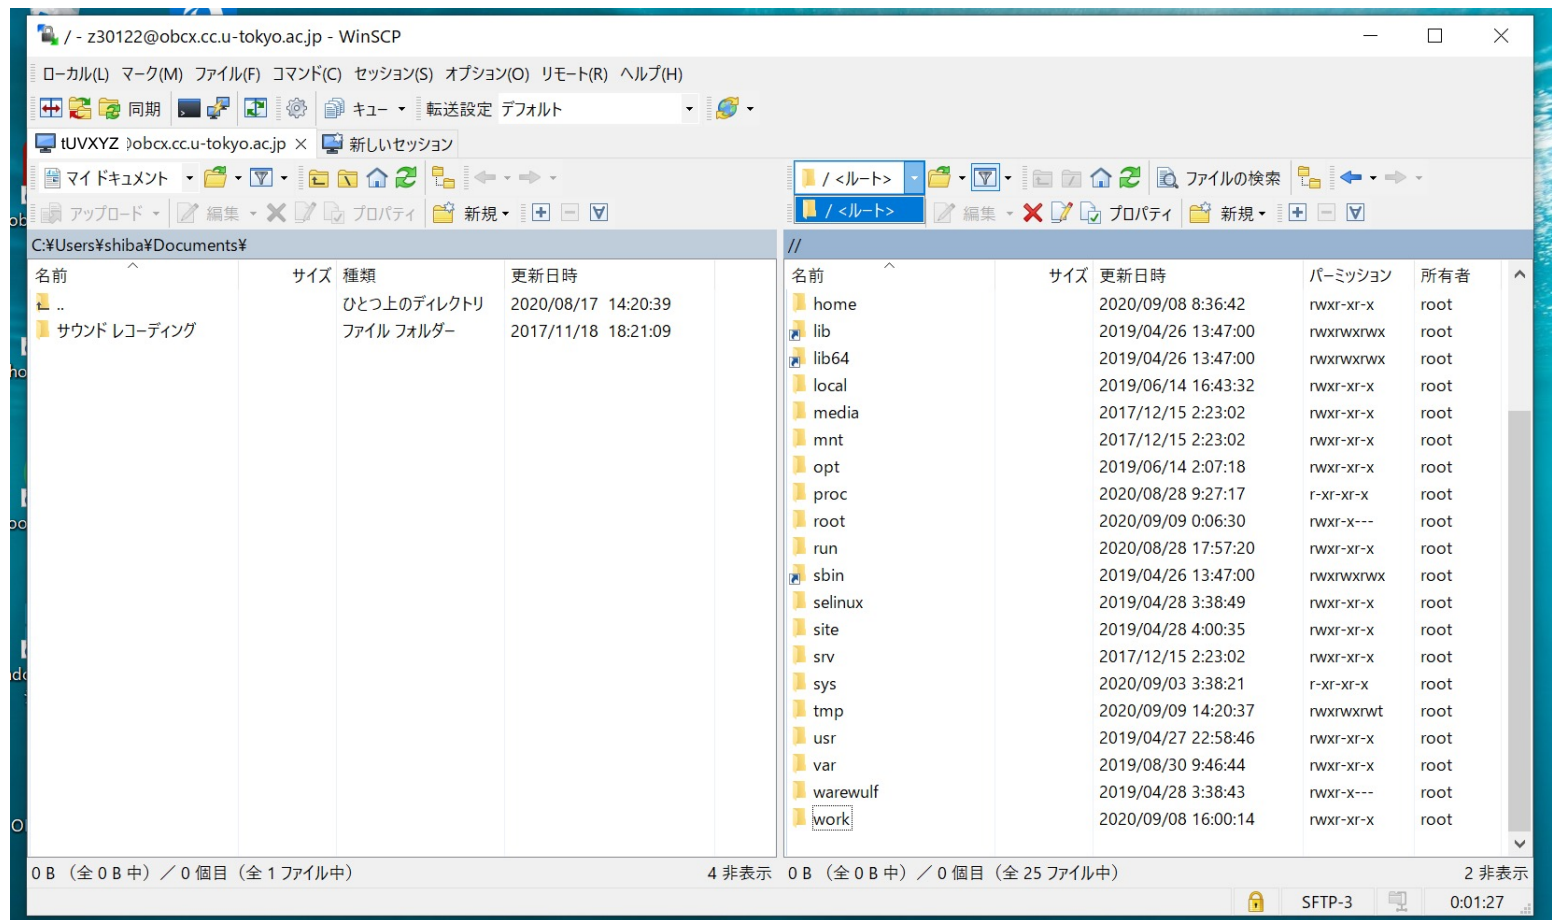 / - z30122@obcx.cc.u-tokyo.ac.jp - WinSCP
ローカル(L) マーク(M) ファイル(F) コマンド(C) セッション(S) オプション(O) リモート(R) ヘルプ(H)
同期 キュー 転送設定 デフォルト
tUVXYZ @obcx.cc.u-tokyo.ac.jp × 新しいセッション
マイ ドキュメント / <ルート> ファイルの検索
アップロード 編集 プロパティ 新規 / <ルート> 編集 プロパティ 新規
C:¥Users¥shiba¥Documents¥ //
名前 サイズ 種類 更新日時 名前 サイズ 更新日時 パーミッション 所有者
.. ひとつ上のディレクトリ 2020/08/17 14:20:39 home 2020/09/08 8:36:42 rwxr-xr-x root
サウンド レコーディング ファイル フォルダー 2017/11/18 18:21:09 lib 2019/04/26 13:47:00 rwxrwxrwx root
lib64 2019/04/26 13:47:00 rwxrwxrwx root
local 2019/06/14 16:43:32 rwxr-xr-x root
media 2017/12/15 2:23:02 rwxr-xr-x root
mnt 2017/12/15 2:23:02 rwxr-xr-x root
opt 2019/06/14 2:07:18 rwxr-xr-x root
proc 2020/08/28 9:27:17 r-xr-xr-x root
root 2020/09/09 0:06:30 rwxr-x--- root
run 2020/08/28 17:57:20 rwxr-xr-x root
sbin 2019/04/26 13:47:00 rwxrwxrwx root
selinux 2019/04/28 3:38:49 rwxr-xr-x root
site 2019/04/28 4:00:35 rwxr-xr-x root
srv 2017/12/15 2:23:02 rwxr-xr-x root
sys 2020/09/03 3:38:21 r-xr-xr-x root
tmp 2020/09/09 14:20:37 rwxrwxrwt root
usr 2019/04/27 22:58:46 rwxr-xr-x root
var 2019/08/30 9:46:44 rwxr-xr-x root
warewulf 2019/04/28 3:38:43 rwxr-x--- root
work 2020/09/08 16:00:14 rwxr-xr-x root
0 B （全 0 B 中）／ 0 個目（全 1 ファイル中） 4 非表示 0 B （全 0 B 中）／ 0 個目（全 25 ファイル中） 2 非表示
SFTP-3 0:01:27